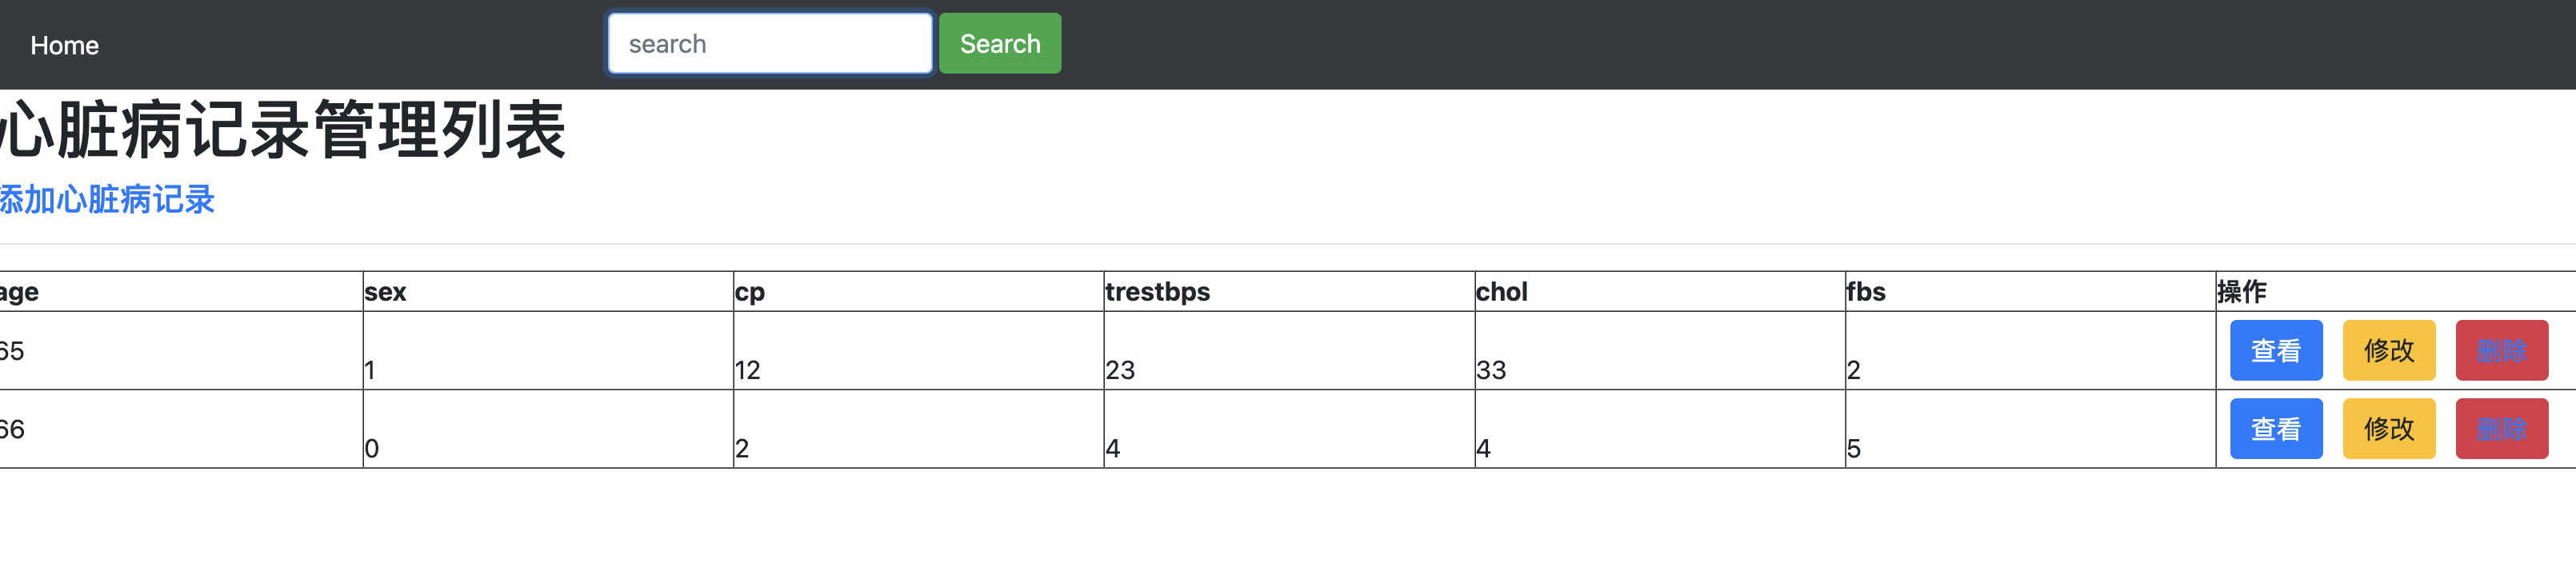 Home search Search
心脏病记录管理列表
添加心脏病记录
age sex cp trestbps chol fbs 操作
65 1 12 23 33 2 查看 修改 删除
66 0 2 4 4 5 查看 修改 删除